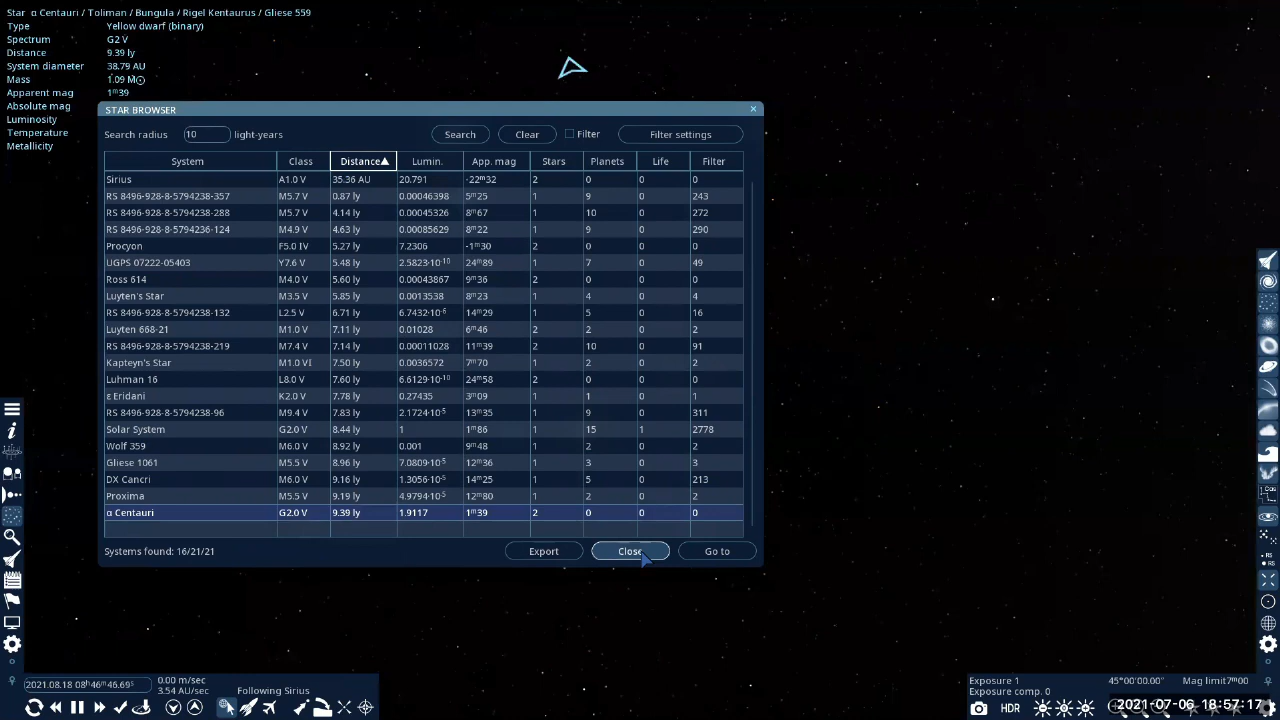 Star α Centauri / Toliman / Bungula / Rigel Kentaurus / Gliese 559
Type Yellow dwarf (binary)
Spectrum G2 V
Distance 9.39 ly
System diameter 38.79 AU
Mass 1.09 M☉
Apparent mag 1ᵐ39
Absolute mag
Luminosity
Temperature
Metallicity
STAR BROWSER
Search radius 10 light-years Search Clear Filter Filter settings
System Class Distance▲ Lumin. App. mag Stars Planets Life Filter
Sirius A1.0 V 35.36 AU 20.791 -22ᵐ32 2 0 0 0
RS 8496-928-8-5794238-357 M5.7 V 0.87 ly 0.00046398 5ᵐ25 1 9 0 243
RS 8496-928-8-5794238-288 M5.7 V 4.14 ly 0.00045326 8ᵐ67 1 10 0 272
RS 8496-928-8-5794236-124 M4.9 V 4.63 ly 0.00085629 8ᵐ22 1 9 0 290
Procyon F5.0 IV 5.27 ly 7.2306 -1ᵐ30 2 0 0 0
UGPS 07222-05403 Y7.6 V 5.48 ly 2.5823·10⁻¹⁰ 24ᵐ89 1 7 0 49
Ross 614 M4.0 V 5.60 ly 0.00043867 9ᵐ36 2 0 0 0
Luyten's Star M3.5 V 5.85 ly 0.0013538 8ᵐ23 1 4 0 4
RS 8496-928-8-5794238-132 L2.5 V 6.71 ly 6.7432·10⁻⁶ 14ᵐ29 1 5 0 16
Luyten 668-21 M1.0 V 7.11 ly 0.01028 6ᵐ46 2 2 0 2
RS 8496-928-8-5794238-219 M7.4 V 7.14 ly 0.00011028 11ᵐ39 2 10 0 91
Kapteyn's Star M1.0 VI 7.50 ly 0.0036572 7ᵐ70 1 2 0 2
Luhman 16 L8.0 V 7.60 ly 6.6129·10⁻¹⁰ 24ᵐ58 2 0 0 0
ε Eridani K2.0 V 7.78 ly 0.27435 3ᵐ09 1 1 0 1
RS 8496-928-8-5794238-96 M9.4 V 7.83 ly 2.1724·10⁻⁵ 13ᵐ35 1 9 0 311
Solar System G2.0 V 8.44 ly 1 1ᵐ86 1 15 1 2778
Wolf 359 M6.0 V 8.92 ly 0.001 9ᵐ48 1 2 0 2
Gliese 1061 M5.5 V 8.96 ly 7.0809·10⁻⁵ 12ᵐ36 1 3 0 3
DX Cancri M6.0 V 9.16 ly 1.3056·10⁻⁵ 14ᵐ25 1 5 0 213
Proxima M5.5 V 9.19 ly 4.9794·10⁻⁵ 12ᵐ80 1 2 0 2
α Centauri G2.0 V 9.39 ly 1.9117 1ᵐ39 2 0 0 0
Systems found: 16/21/21 Export Close Go to
2021.08.18 08ʰ46ᵐ46.69ˢ
0.00 m/sec
3.54 AU/sec Following Sirius
Exposure 1 45°00'00.00" Mag limit7ᵐ00
Exposure comp. 0
HDR
2021-07-06 18:57:17